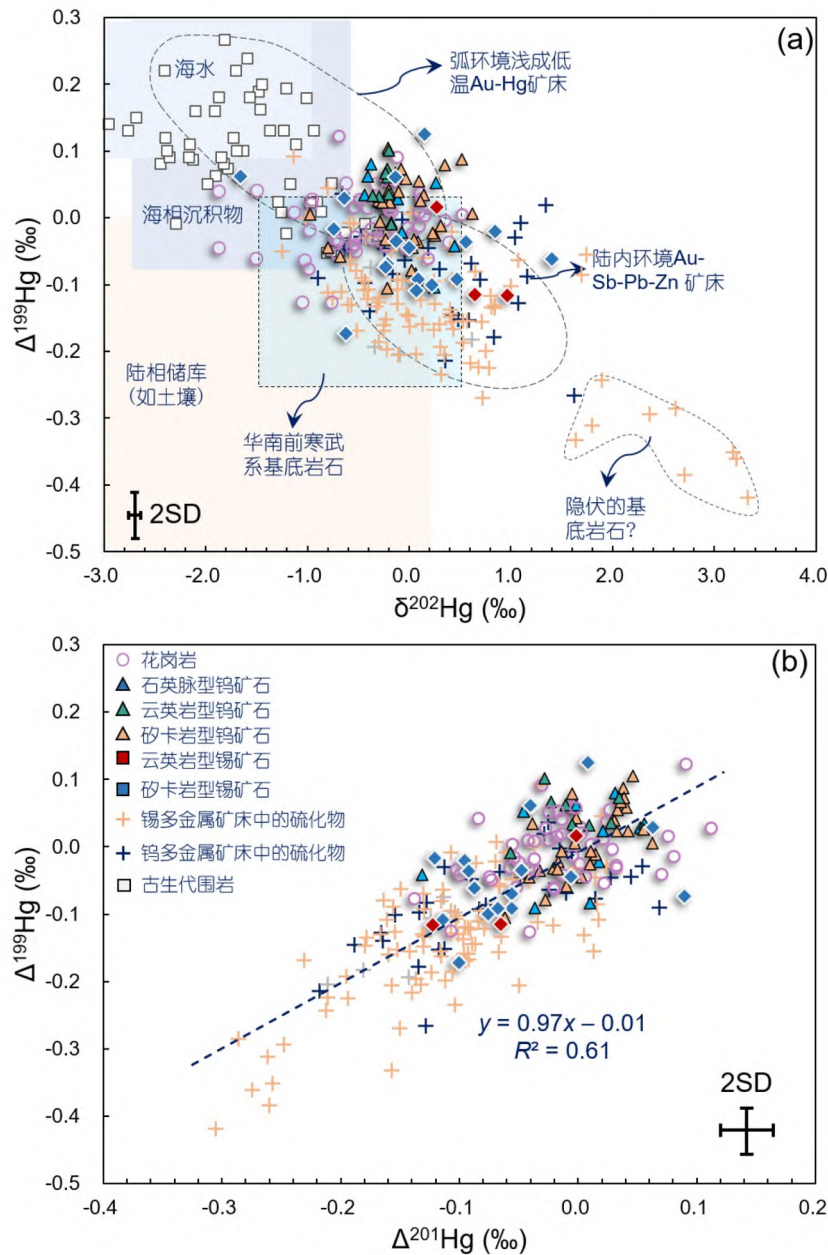 (a)
0.3
0.2
0.1
0.0
-0.1
-0.2
-0.3
-0.4
-0.5
Δ¹⁹⁹Hg (‰)
海水
弧环境浅成低
温Au-Hg矿床
海相沉积物
陆内环境Au-
Sb-Pb-Zn 矿床
陆相储库
(如土壤)
华南前寒武
系基底岩石
隐伏的基
底岩石?
2SD
-3.0
-2.0
-1.0
0.0
1.0
2.0
3.0
4.0
δ²⁰²Hg (‰)
(b)
0.3
0.2
0.1
0.0
-0.1
-0.2
-0.3
-0.4
-0.5
Δ¹⁹⁹Hg (‰)
花岗岩
石英脉型钨矿石
云英岩型钨矿石
矽卡岩型钨矿石
云英岩型锡矿石
矽卡岩型锡矿石
锡多金属矿床中的硫化物
钨多金属矿床中的硫化物
古生代围岩
y = 0.97x – 0.01
R² = 0.61
2SD
-0.4
-0.3
-0.2
-0.1
0.0
0.1
0.2
Δ²⁰¹Hg (‰)